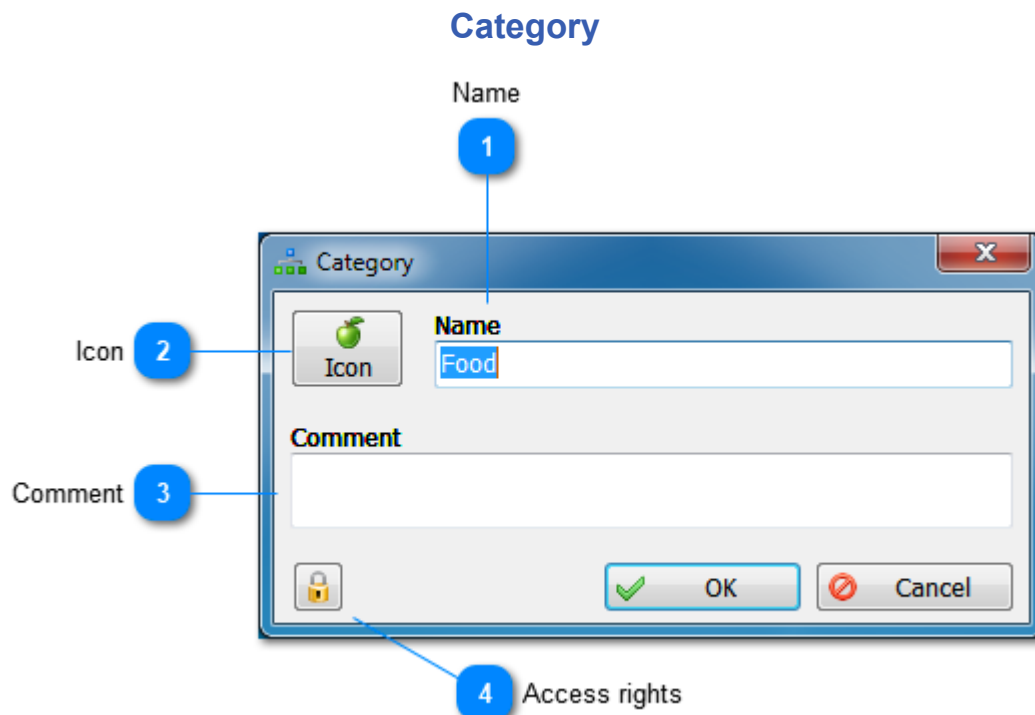 Category
Name
1
Category
x
Name
Icon
2
Icon
Food
Comment
Comment
3
OK
Cancel
4
Access rights